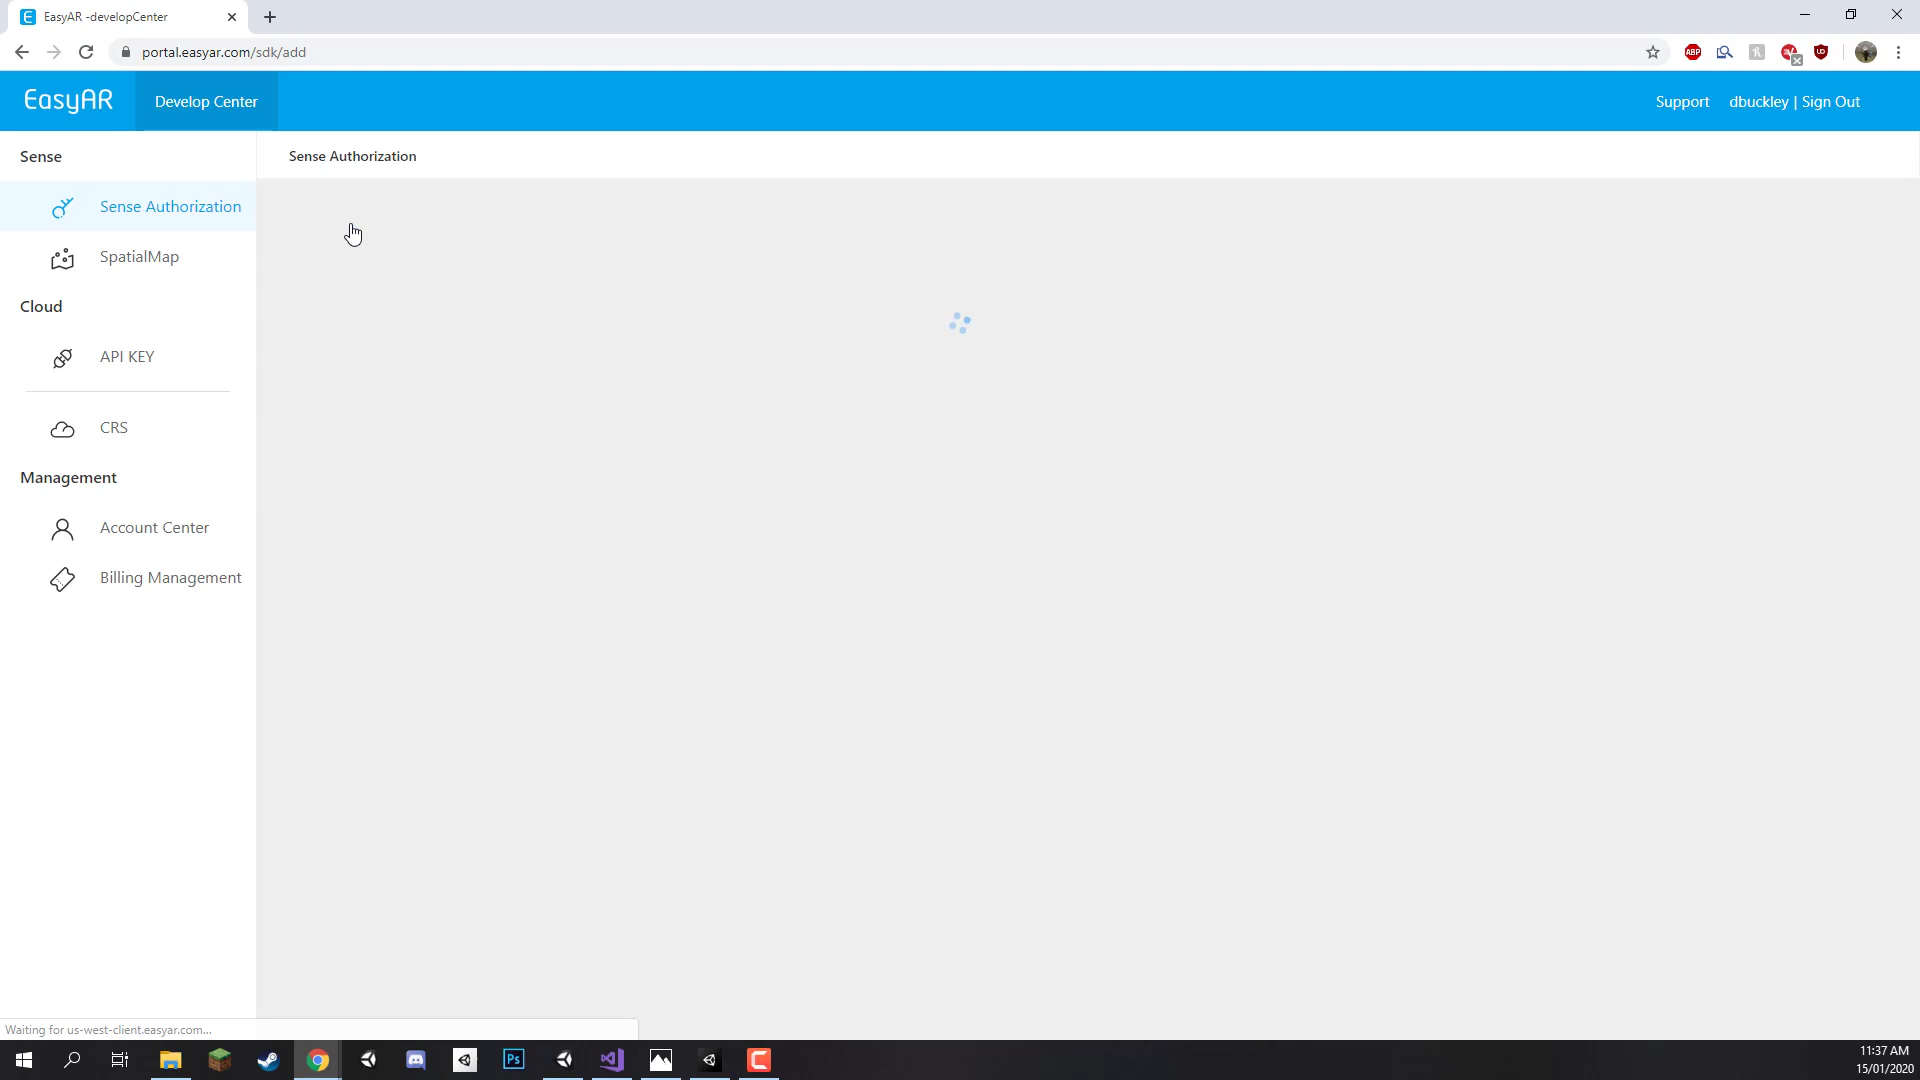 EasyAR -developCenter
portal.easyar.com/sdk/add
ABP
EasyAR
Develop Center
Support
dbuckley | Sign Out
Sense
Sense Authorization
Sense Authorization
SpatialMap
Cloud
API KEY
CRS
Management
Account Center
Billing Management
Waiting for us-west-client.easyar.com...
Ps
11:37 AM
15/01/2020